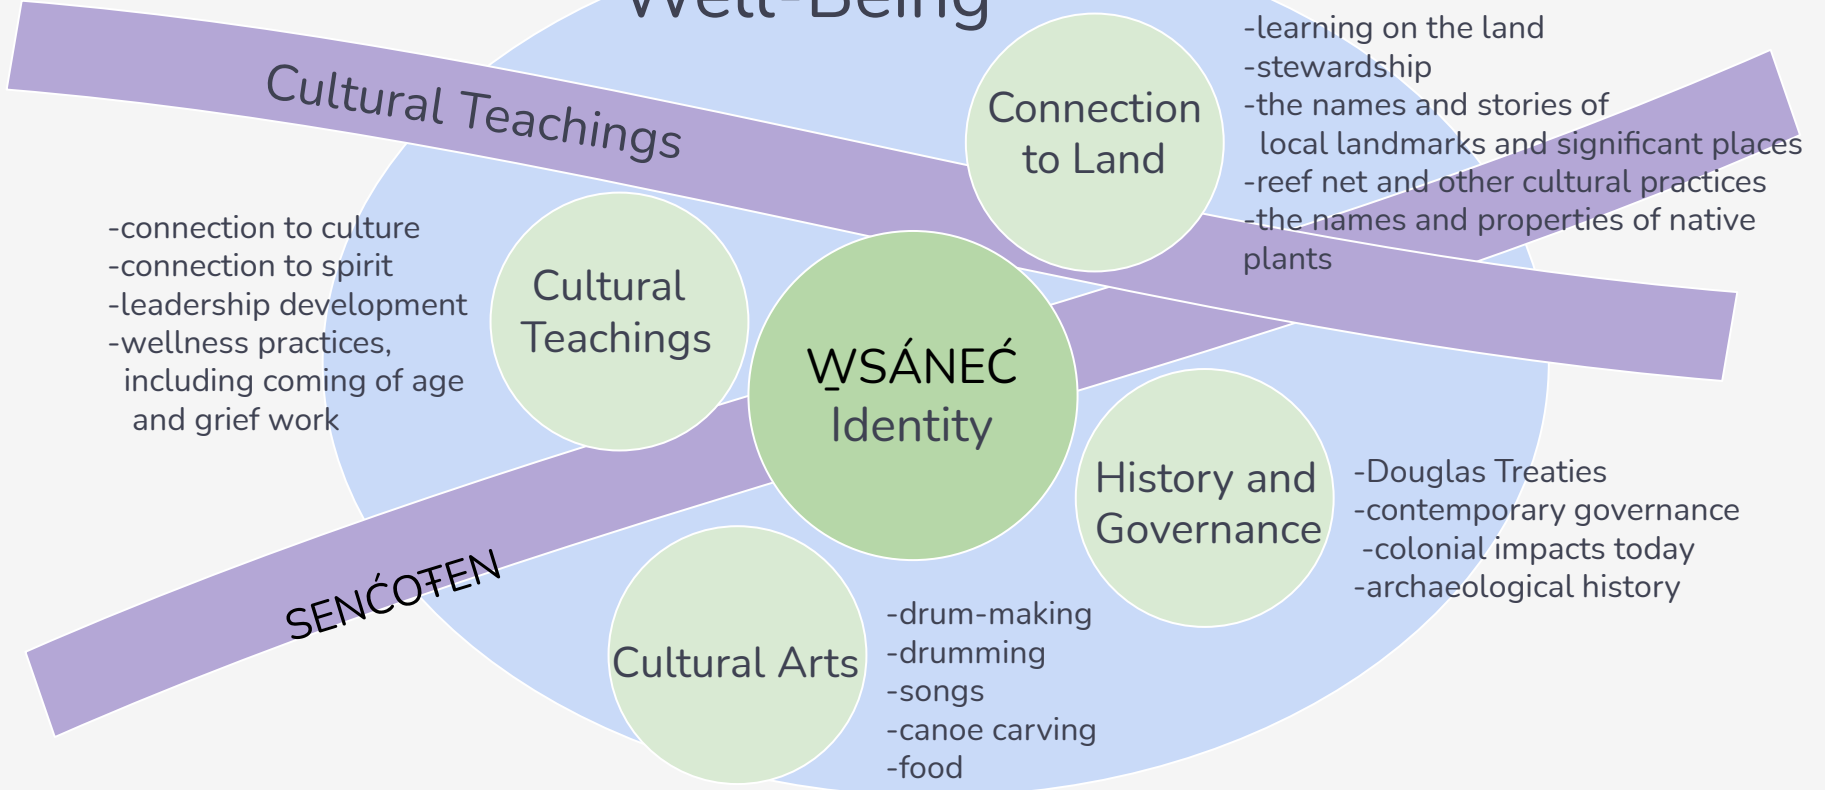 Well-Being
Cultural Teachings
Connection
to Land
-learning on the land
-stewardship
-the names and stories of
local landmarks and significant places
-reef net and other cultural practices
-the names and properties of native
plants
-connection to culture
-connection to spirit
-leadership development
-wellness practices,
including coming of age
and grief work
Cultural
Teachings
W̱SÁNEĆ
Identity
History and
Governance
-Douglas Treaties
-contemporary governance
-colonial impacts today
-archaeological history
SENĆOŦEN
Cultural Arts
-drum-making
-drumming
-songs
-canoe carving
-food